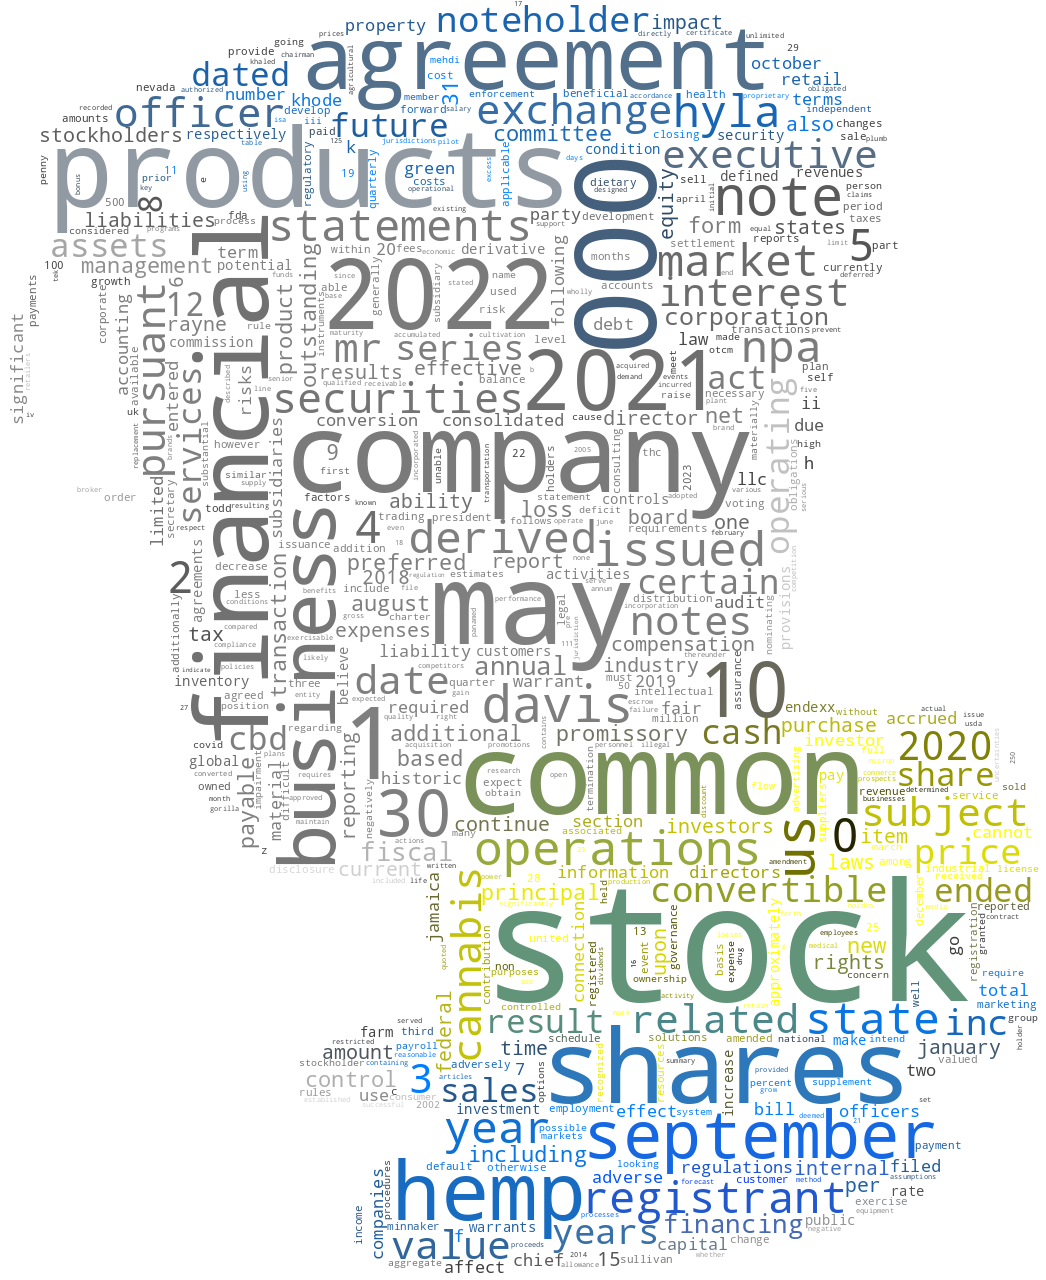 17
noteholder
property
impact
agreement
going
prices
directly
certificate
unlimited
chairman
provide
khaled
agricultural
mehdi
cost
october
29
retail
dated
nevada
authorized
number
khode
member
forward
31
salary
enforcement
beneficial
accordance
health
proprietary
obligated
terms
independent
recorded
amounts
officer
develop
isa
iii
future
exchange
hyla
also
changes
stockholders
respectively
paid
k
125
jurisdictions
pilot
committee
closing
security
sale
plumb
table
products
penny
11
bonus
prior
key
e
using
regulatory
19
quarterly
green
costs
operational
excess
applicable
days
condition
000
dietary
designed
equity
executive
defined
revenues
sell
april
initial
note
person
claims
period
taxes
500
8
liabilities
fda
process
existing
statements
party
support
development
form
equal
states
5
part
considered
programs
assets
term
management
potential
within
20
fees
economic
derivative
months
settlement
reports
limit
market
currently
deferred
100
tek
growth
payments
6
12
funds
since
able
base
2022
generally
stated
subsidiary
name
used
risk
following
accounts
wholly
end
interest
corporate
rayne
rule
commission
product
instruments
outstanding
maturity
accumulated
cultivation
level
debt
corporation
law
made
transactions
prevent
significant
retailers
iv
accounting
available
pursuant
entered
services
described
risks
line
senior
mr
series
results
effective
qualified
receivable
balance
b
2021
acquired
demand
meet
otcm
events
incurred
raise
npa
act
necessary
plan
self
five
uk
replacement
brands
substantial
financial
securities
conversion
consolidated
cause
director
net
plant
brand
materially
operating
obligations
high
ii
due
however
subsidiaries
company
9
first
incorporated
unable
transportation
22
holders
2005
consulting
thc
2023
h
llc
various
serious
broker
order
limited
secretary
respect
todd
similar
supply
resulting
factors
known
ability
statement
loss
deficit
controls
adopted
voting
trading
president
follows
operate
june
board
requirements
one
february
2
agreements
decrease
issuance
addition
even
4
18
derived
issued
competition
provisions
additionally
less
conditions
transaction
benefits
include
2018
preferred
regulation
file
report
estimates
none
activities
serve
annum
certain
audit
nominating
business
compared
tax
compliance
exercisable
gross
august
charter
expenses
may
performance
panamed
legal
pre
111
jurisdiction
incorporation
distribution
notes
compensation
thereunder
indicate
policies
likely
inventory
three
believe
liability
customers
competitors
annual
industry
assurance
27
agreed
position
entity
expected
date
quarter
gain
warrant
must
50
2019
intellectual
10
regarding
required
quality
right
davis
contains
escrow
failure
fair
million
endexx
without
actual
issue
usda
covid
cbd
plans
1
additional
acquisition
promotions
promissory
personnel
illegal
cash
purchase
accrued
uncertainties
250
global
converted
owned
month
gorilla
payable
impairment
material
difficult
requires
approved
maintain
reporting
based
historic
negatively
research
expect
obtain
open
common
termination
discount
flow
advertising
investor
full
pay
suppliers
commerce
prospects
revenue
determined
businesses
2020
share
sold
service
z
30
actions
many
continue
section
associated
investors
us
0
subject
item
cannot
fiscal
disclosure
current
included
life
written
operations
amendment
laws
among
march
price
industrial
license
power
principal
28
information
directors
production
held
convertible
december
received
ended
reported
contract
jamaica
cannabis
contribution
significantly
stock
employees
25
new
medical
rights
concern
go
registration
granted
quoted
non
purposes
united
connection
registered
dividends
13
16
event
upon
governance
ownership
basis
expense
drug
approximately
well
require
federal
controlled
activity
total
marketing
farm
served
third
restricted
result
related
state
inc
group
holder
stockholder
amount
payroll
reasonable
containing
time
schedule
solutions
amended
national
make
intend
january
valued
control
adversely
7
options
shares
recognized
resources
summary
provided
percent
grow
supplement
two
rules
established
use
c
consumer
successful
2002
3
articles
sales
increase
set
investment
employment
effect
system
bill
deemed
officers
21
year
possible
markets
september
payment
including
looking
default
otherwise
adverse
regulations
internal
filed
assumptions
companies
procedures
hemp
forecast
customer
method
registrant
per
rate
exercise
equipment
income
minnaker
f
warrants
processes
years
financing
public
negative
value
proceeds
capital
change
aggregate
affect
chief
2014
allowance
15
sullivan
whether